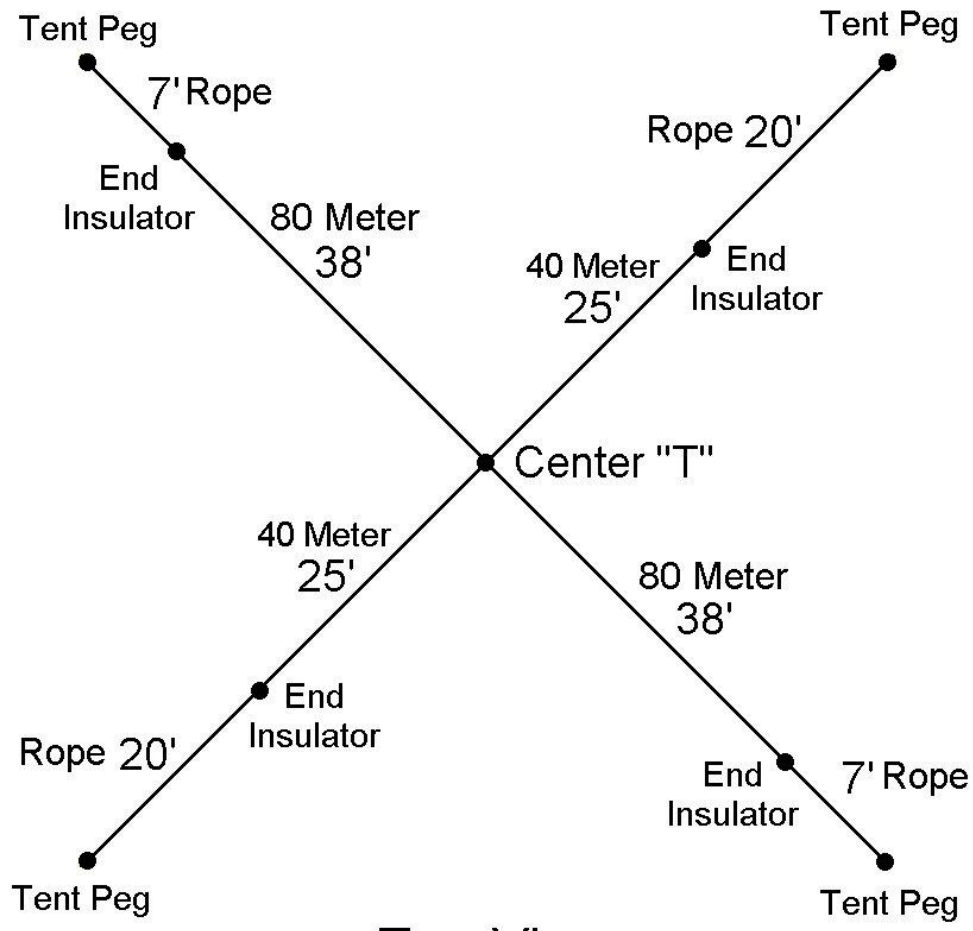 Tent Peg
Tent Peg
7' Rope
Rope 20'
End
Insulator
80 Meter
38'
40 Meter
25'
End
Insulator
Center "T"
40 Meter
25'
80 Meter
38'
End
Insulator
Rope 20'
End
Insulator
7' Rope
Tent Peg
Tent Peg